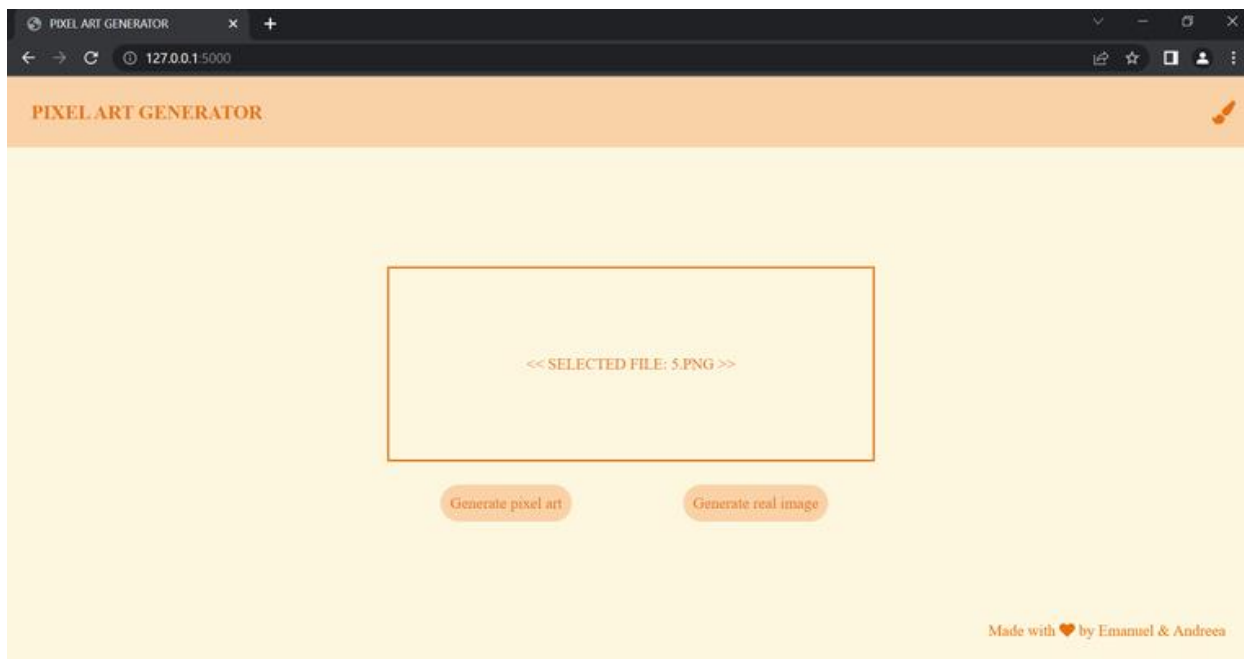 PIXEL ART GENERATOR
127.0.0.1:5000
PIXEL ART GENERATOR
<< SELECTED FILE: 5.PNG >>
Generate pixel art Generate real image
Made with by Emanuel & Andreea